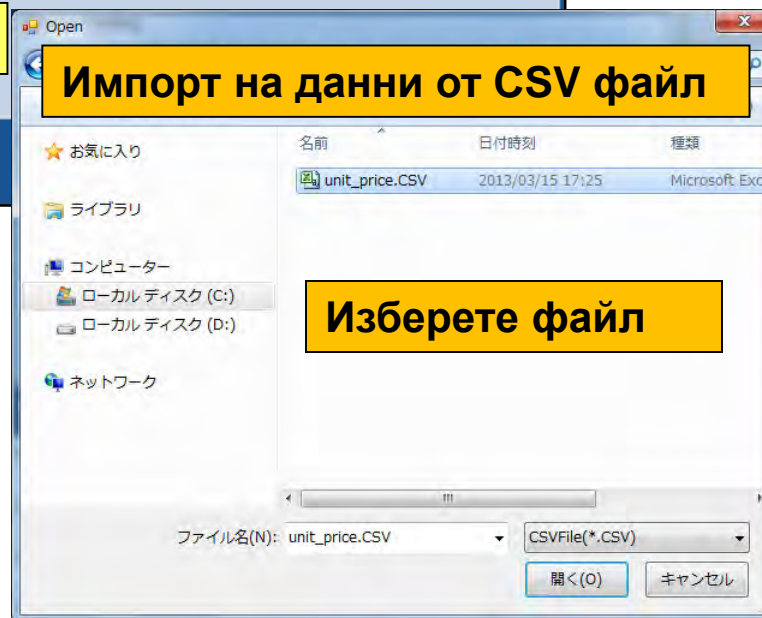 Open
Импорт на данни от CSV файл
お気に入り
名前 日付時刻 種類
unit_price.CSV 2013/03/15 17:25 Microsoft Exc
ライブラリ
コンピューター
ローカル ディスク (C:)
Изберете файл
ローカル ディスク (D:)
ネットワーク
ファイル名(N): unit_price.CSV CSVFile(*.CSV)
開く(O) キャンセル